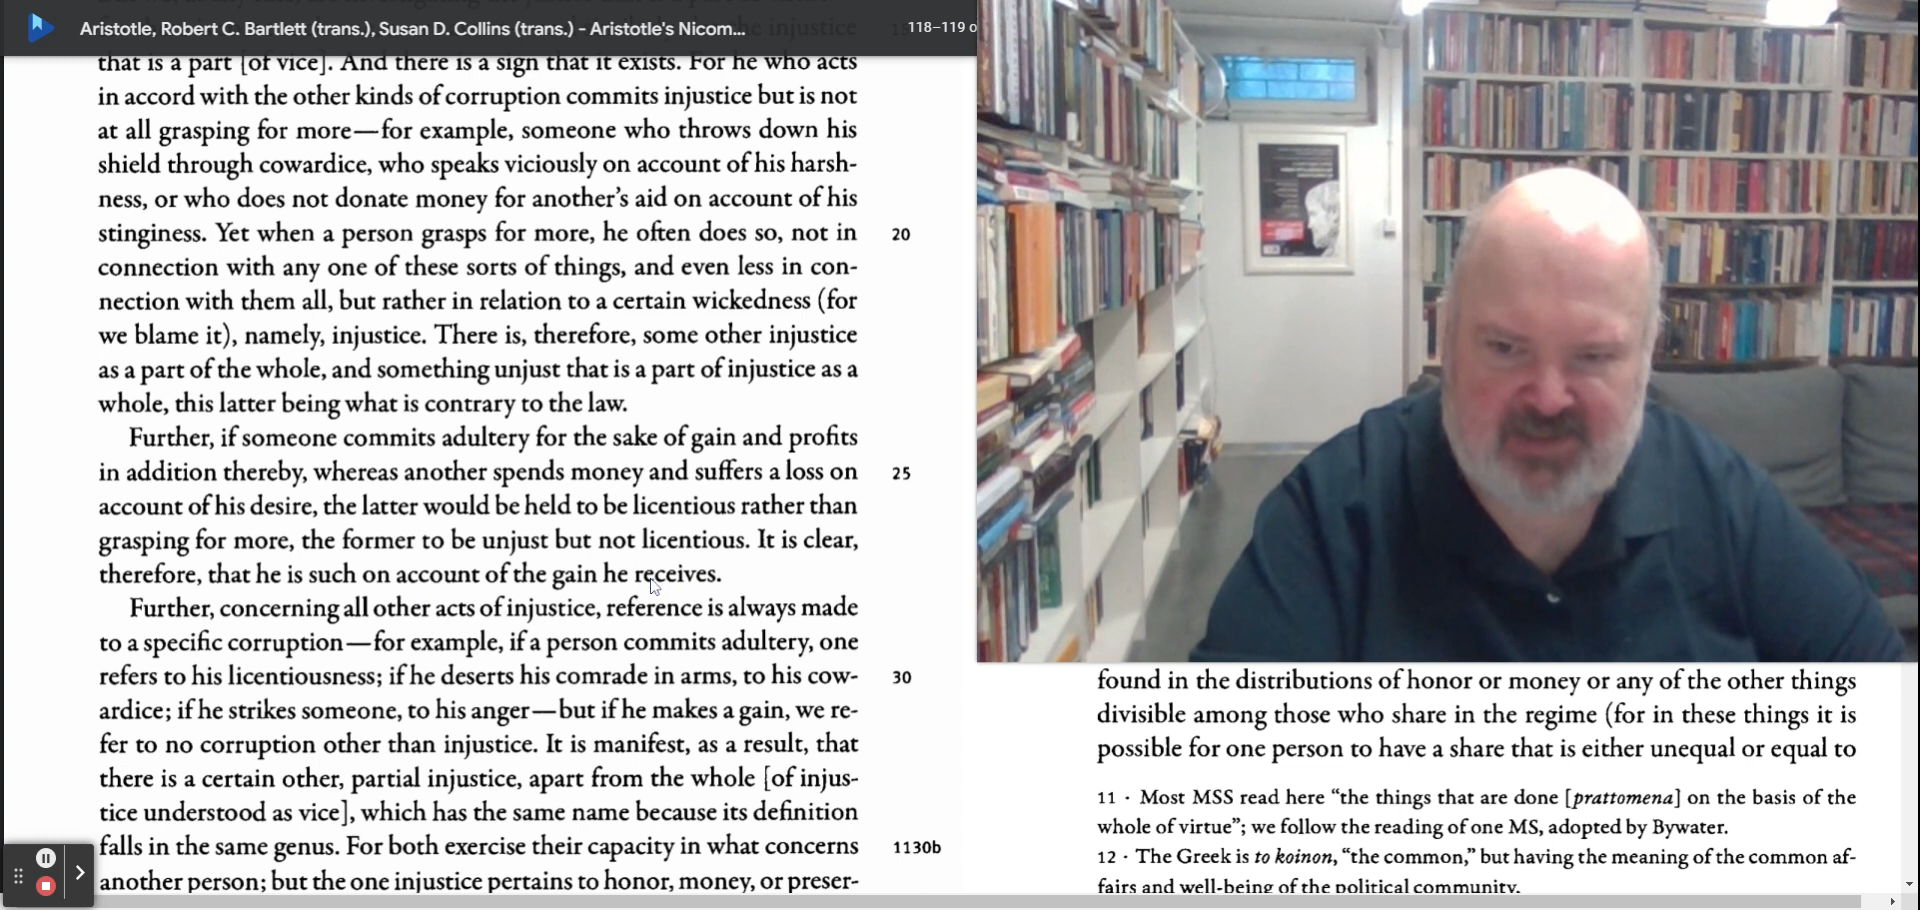 Aristotle, Robert C. Bartlett (trans.), Susan D. Collins (trans.) - Aristotle's Nicom...
118–119 o
that is a part [of vice]. And there is a sign that it exists. For he who acts
in accord with the other kinds of corruption commits injustice but is not
at all grasping for more—for example, someone who throws down his
shield through cowardice, who speaks viciously on account of his harsh-
ness, or who does not donate money for another's aid on account of his
stinginess. Yet when a person grasps for more, he often does so, not in
20
connection with any one of these sorts of things, and even less in con-
nection with them all, but rather in relation to a certain wickedness (for
we blame it), namely, injustice. There is, therefore, some other injustice
as a part of the whole, and something unjust that is a part of injustice as a
whole, this latter being what is contrary to the law.
Further, if someone commits adultery for the sake of gain and profits
in addition thereby, whereas another spends money and suffers a loss on
25
account of his desire, the latter would be held to be licentious rather than
grasping for more, the former to be unjust but not licentious. It is clear,
therefore, that he is such on account of the gain he receives.
Further, concerning all other acts of injustice, reference is always made
to a specific corruption—for example, if a person commits adultery, one
refers to his licentiousness; if he deserts his comrade in arms, to his cow-
30
ardice; if he strikes someone, to his anger—but if he makes a gain, we re-
fer to no corruption other than injustice. It is manifest, as a result, that
there is a certain other, partial injustice, apart from the whole [of injus-
tice understood as vice], which has the same name because its definition
falls in the same genus. For both exercise their capacity in what concerns
1130b
another person; but the one injustice pertains to honor, money, or preser-
found in the distributions of honor or money or any of the other things
divisible among those who share in the regime (for in these things it is
possible for one person to have a share that is either unequal or equal to
11 · Most MSS read here “the things that are done [prattomena] on the basis of the
whole of virtue”; we follow the reading of one MS, adopted by Bywater.
12 · The Greek is to koinon, “the common,” but having the meaning of the common af-
fairs and well-being of the political community.